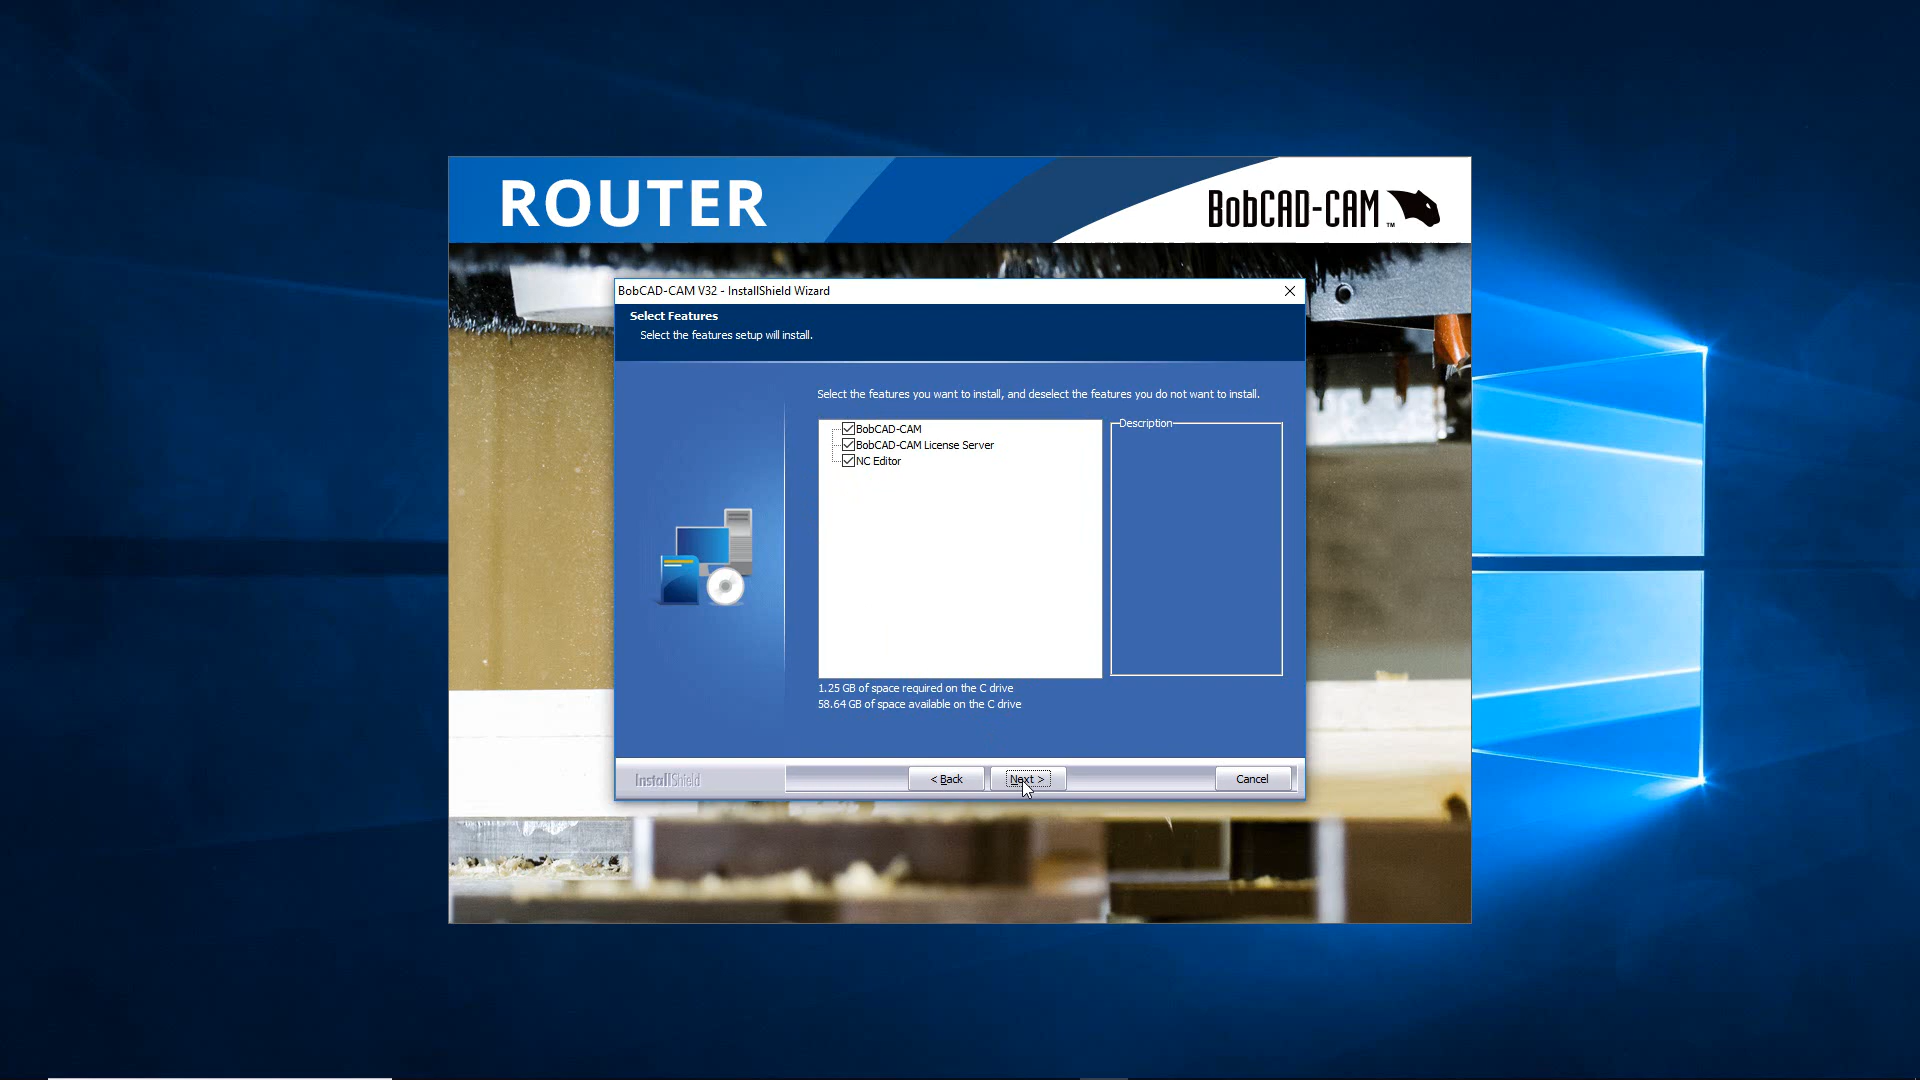 ROUTER
BobCAD-CAM™
BobCAD-CAM V32 - InstallShield Wizard
Select Features
Select the features setup will install.
Select the features you want to install, and deselect the features you do not want to install.
BobCAD-CAM
BobCAD-CAM License Server
NC Editor
Description
1.25 GB of space required on the C drive
58.64 GB of space available on the C drive
InstallShield
< Back
Next >
Cancel